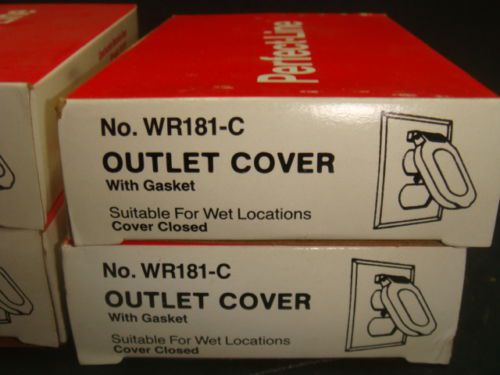 Perfect-Line
No. WR181-C
OUTLET COVER
With Gasket
Suitable For Wet Locations
Cover Closed
No. WR181-C
OUTLET COVER
With Gasket
Suitable For Wet Locations
Cover Closed